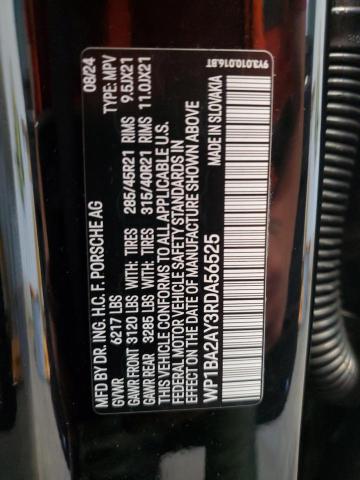 MFD BY DR. ING. H.C. F. PORSCHE AG 08/24
GVWR 6217 LBS TYPE: MPV
GAWR FRONT 3120 LBS WITH: TIRES 285/45R21 RIMS 9.5JX21
GAWR REAR 3285 LBS WITH: TIRES 315/40R21 RIMS 11.0JX21
THIS VEHICLE CONFORMS TO ALL APPLICABLE U.S.
FEDERAL MOTOR VEHICLE SAFETY STANDARDS IN
EFFECT ON THE DATE OF MANUFACTURE SHOWN ABOVE
WP1BA2AY3RDA56525 MADE IN SLOVAKIA
9Y3.010.016.BT